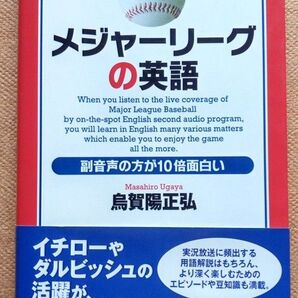 メジャーリーグ
の英語
When you listen to the live coverage of
Major League Baseball
by on-the-spot English second audio program,
you will learn in English many various matters
which enable you to enjoy the game
all the more.
副音声の方が10倍面白い
Masahiro Ugaya
烏賀陽正弘
イチローや
ダルビッシュの
活躍が、
実況放送に頻出する
用語解説はもちろん、
より深く楽しむための
エピソードや豆知識も満載。